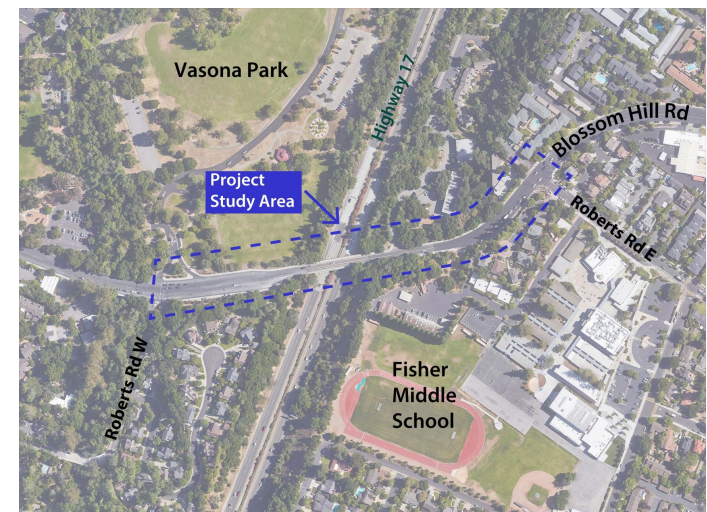 Vasona Park
Highway 17
Blossom Hill Rd
Project
Study Area
Roberts Rd E
Roberts Rd W
Fisher
Middle
School